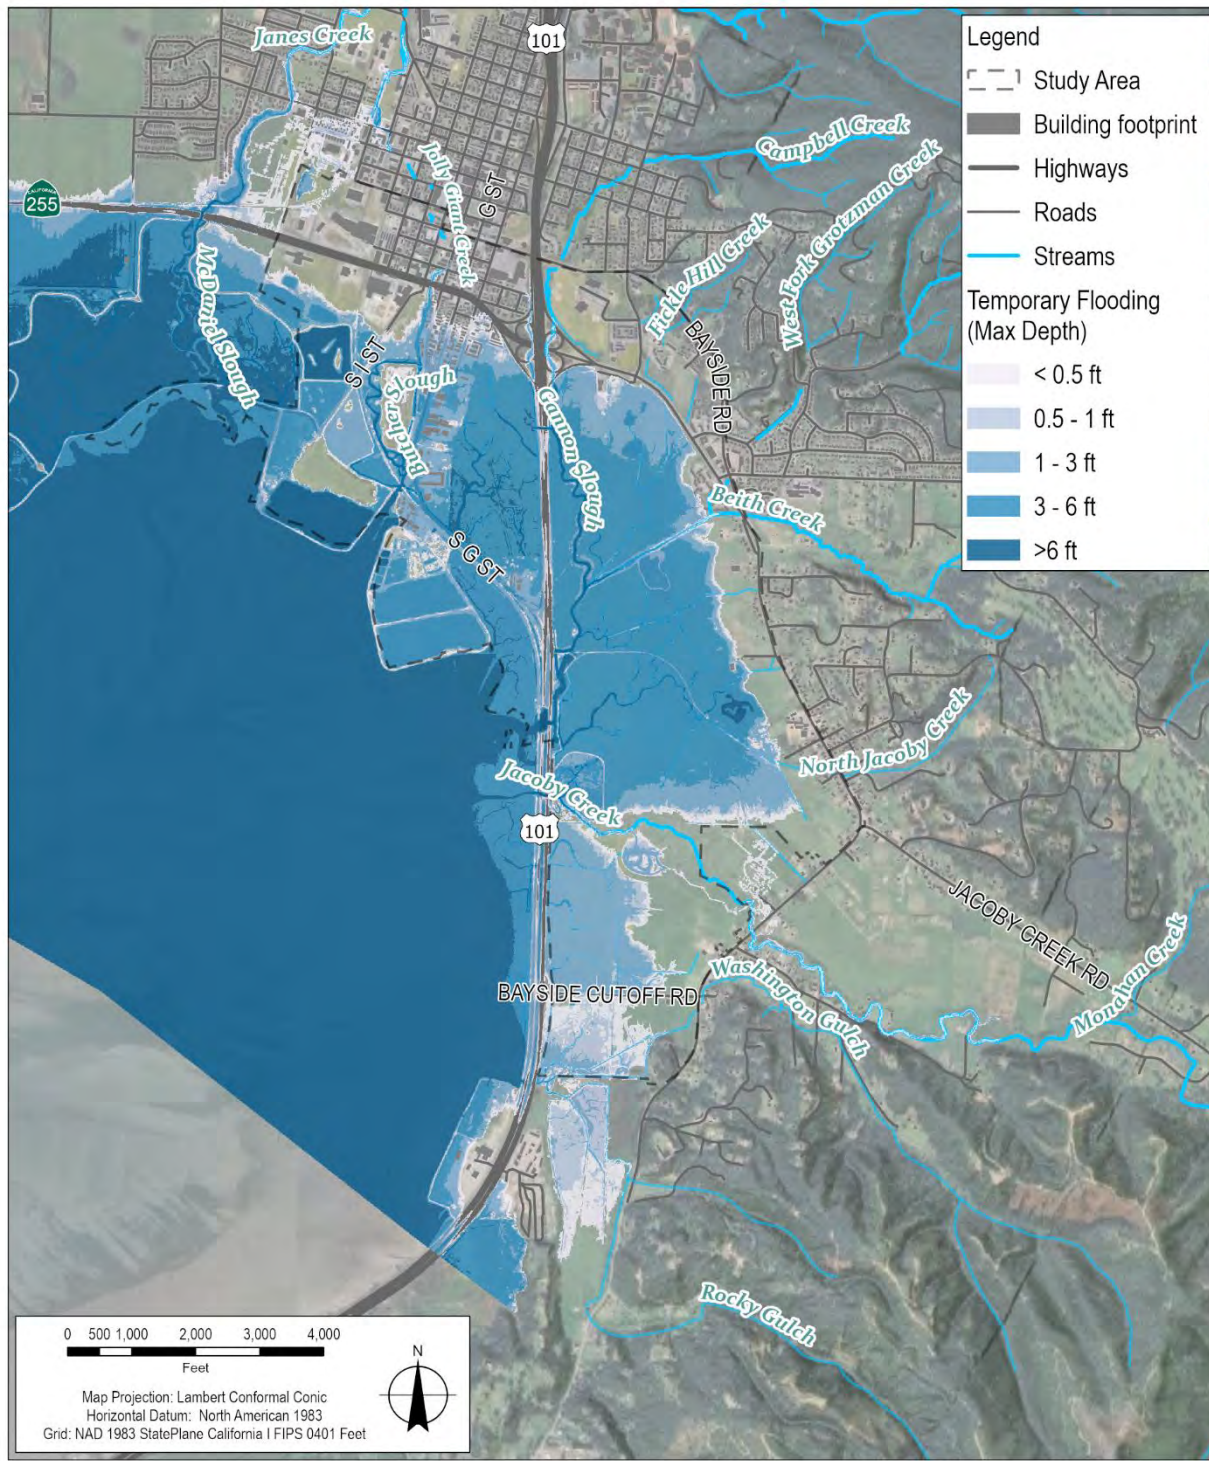 Janes Creek
101
Legend
Study Area
Building footprint
Highways
Roads
Streams
Temporary Flooding
(Max Depth)
< 0.5 ft
0.5 - 1 ft
1 - 3 ft
3 - 6 ft
>6 ft
Campbell Creek
Jolly Giant Creek
G ST
West Fork Grotzman Creek
CALIFORNIA
255
Fickle Hill Creek
McDaniel Slough
BAYSIDE RD
S I ST
Butchers Slough
Gannon Slough
Beith Creek
S G ST
North Jacoby Creek
Jacoby Creek
101
JACOBY CREEK RD
Washington Gulch
BAYSIDE CUTOFF RD
Monahan Creek
Rocky Gulch
0 500 1,000 2,000 3,000 4,000
Feet
N
Map Projection: Lambert Conformal Conic
Horizontal Datum: North American 1983
Grid: NAD 1983 StatePlane California I FIPS 0401 Feet